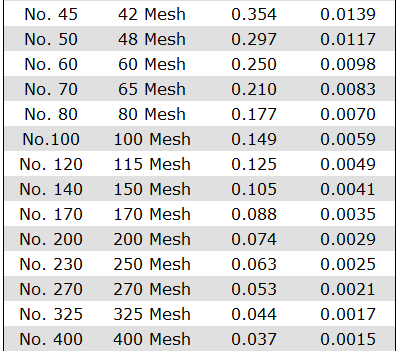 No. 45 42 Mesh 0.354 0.0139
No. 50 48 Mesh 0.297 0.0117
No. 60 60 Mesh 0.250 0.0098
No. 70 65 Mesh 0.210 0.0083
No. 80 80 Mesh 0.177 0.0070
No.100 100 Mesh 0.149 0.0059
No. 120 115 Mesh 0.125 0.0049
No. 140 150 Mesh 0.105 0.0041
No. 170 170 Mesh 0.088 0.0035
No. 200 200 Mesh 0.074 0.0029
No. 230 250 Mesh 0.063 0.0025
No. 270 270 Mesh 0.053 0.0021
No. 325 325 Mesh 0.044 0.0017
No. 400 400 Mesh 0.037 0.0015